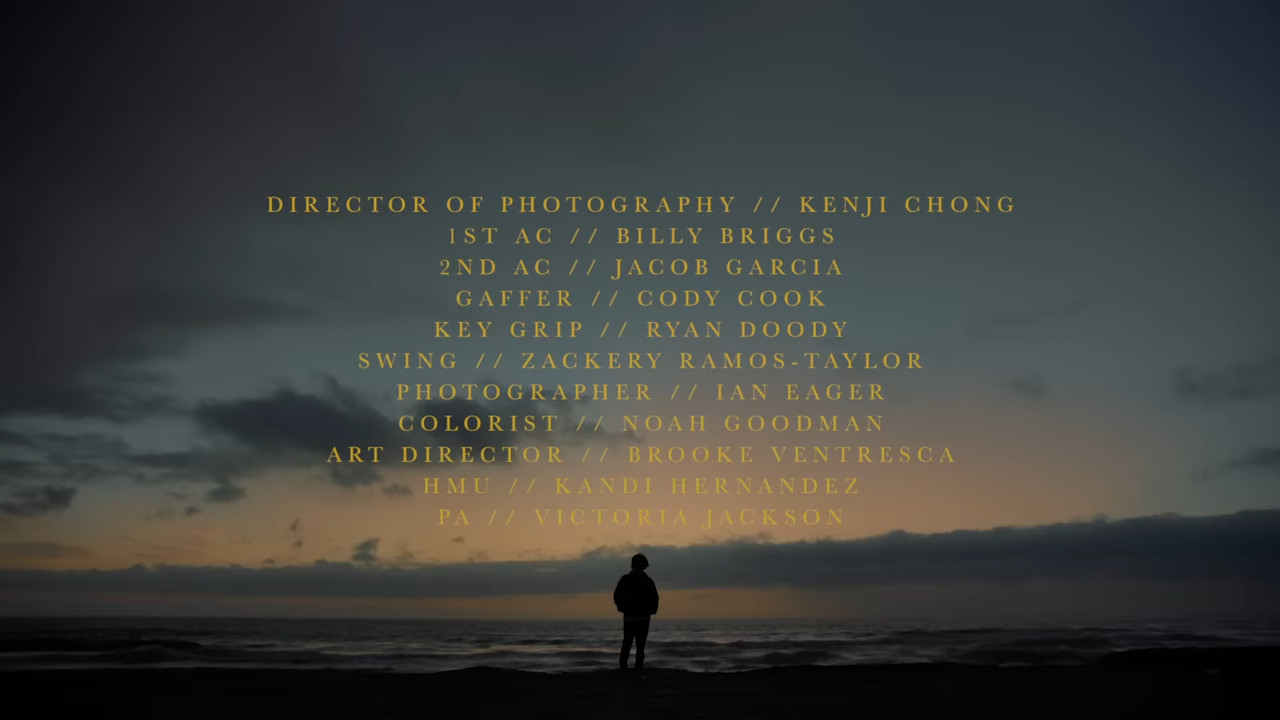 DIRECTOR OF PHOTOGRAPHY // KENJI CHONG
1ST AC // BILLY BRIGGS
2ND AC // JACOB GARCIA
GAFFER // CODY COOK
KEY GRIP // RYAN DOODY
SWING // ZACKERY RAMOS-TAYLOR
PHOTOGRAPHER // IAN EAGER
COLORIST // NOAH GOODMAN
ART DIRECTOR // BROOKE VENTRESCA
HMU // KANDI HERNANDEZ
PA // VICTORIA JACKSON